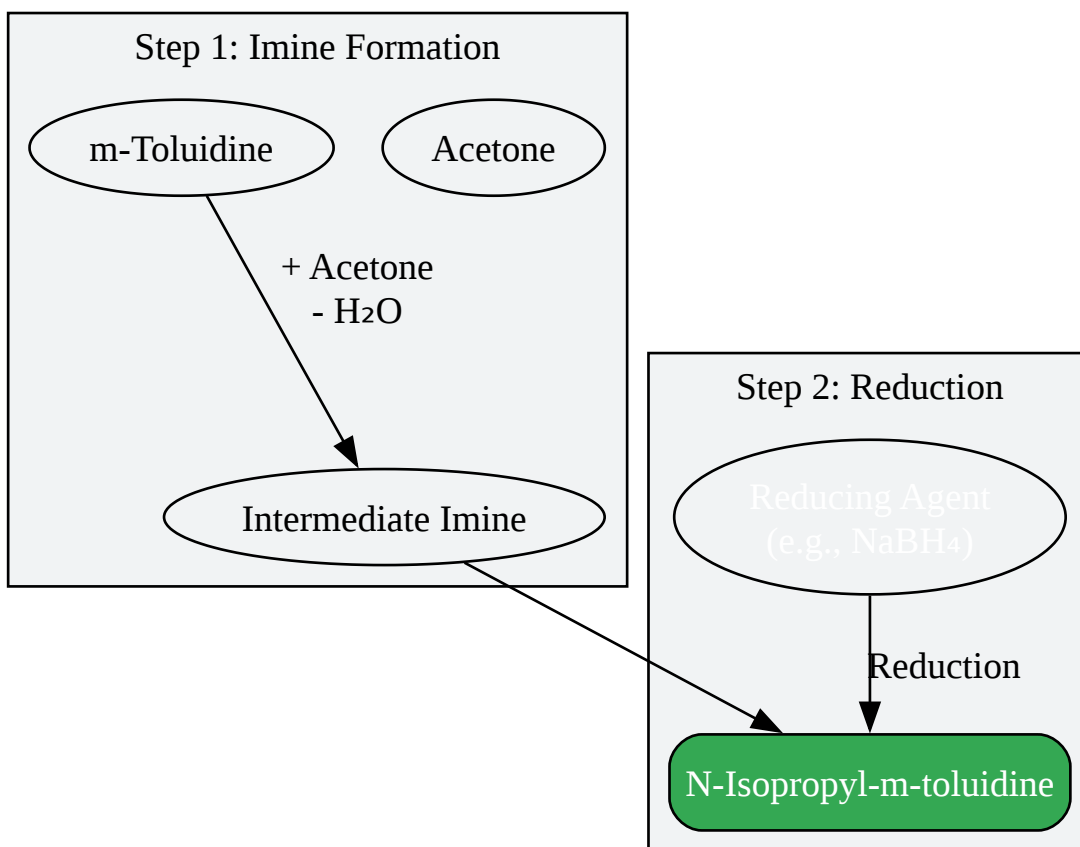 Step 1: Imine Formation
m-Toluidine
Acetone
+ Acetone
- H₂O
Intermediate Imine
Step 2: Reduction
Reducing Agent
(e.g., NaBH₄)
Reduction
N-Isopropyl-m-toluidine